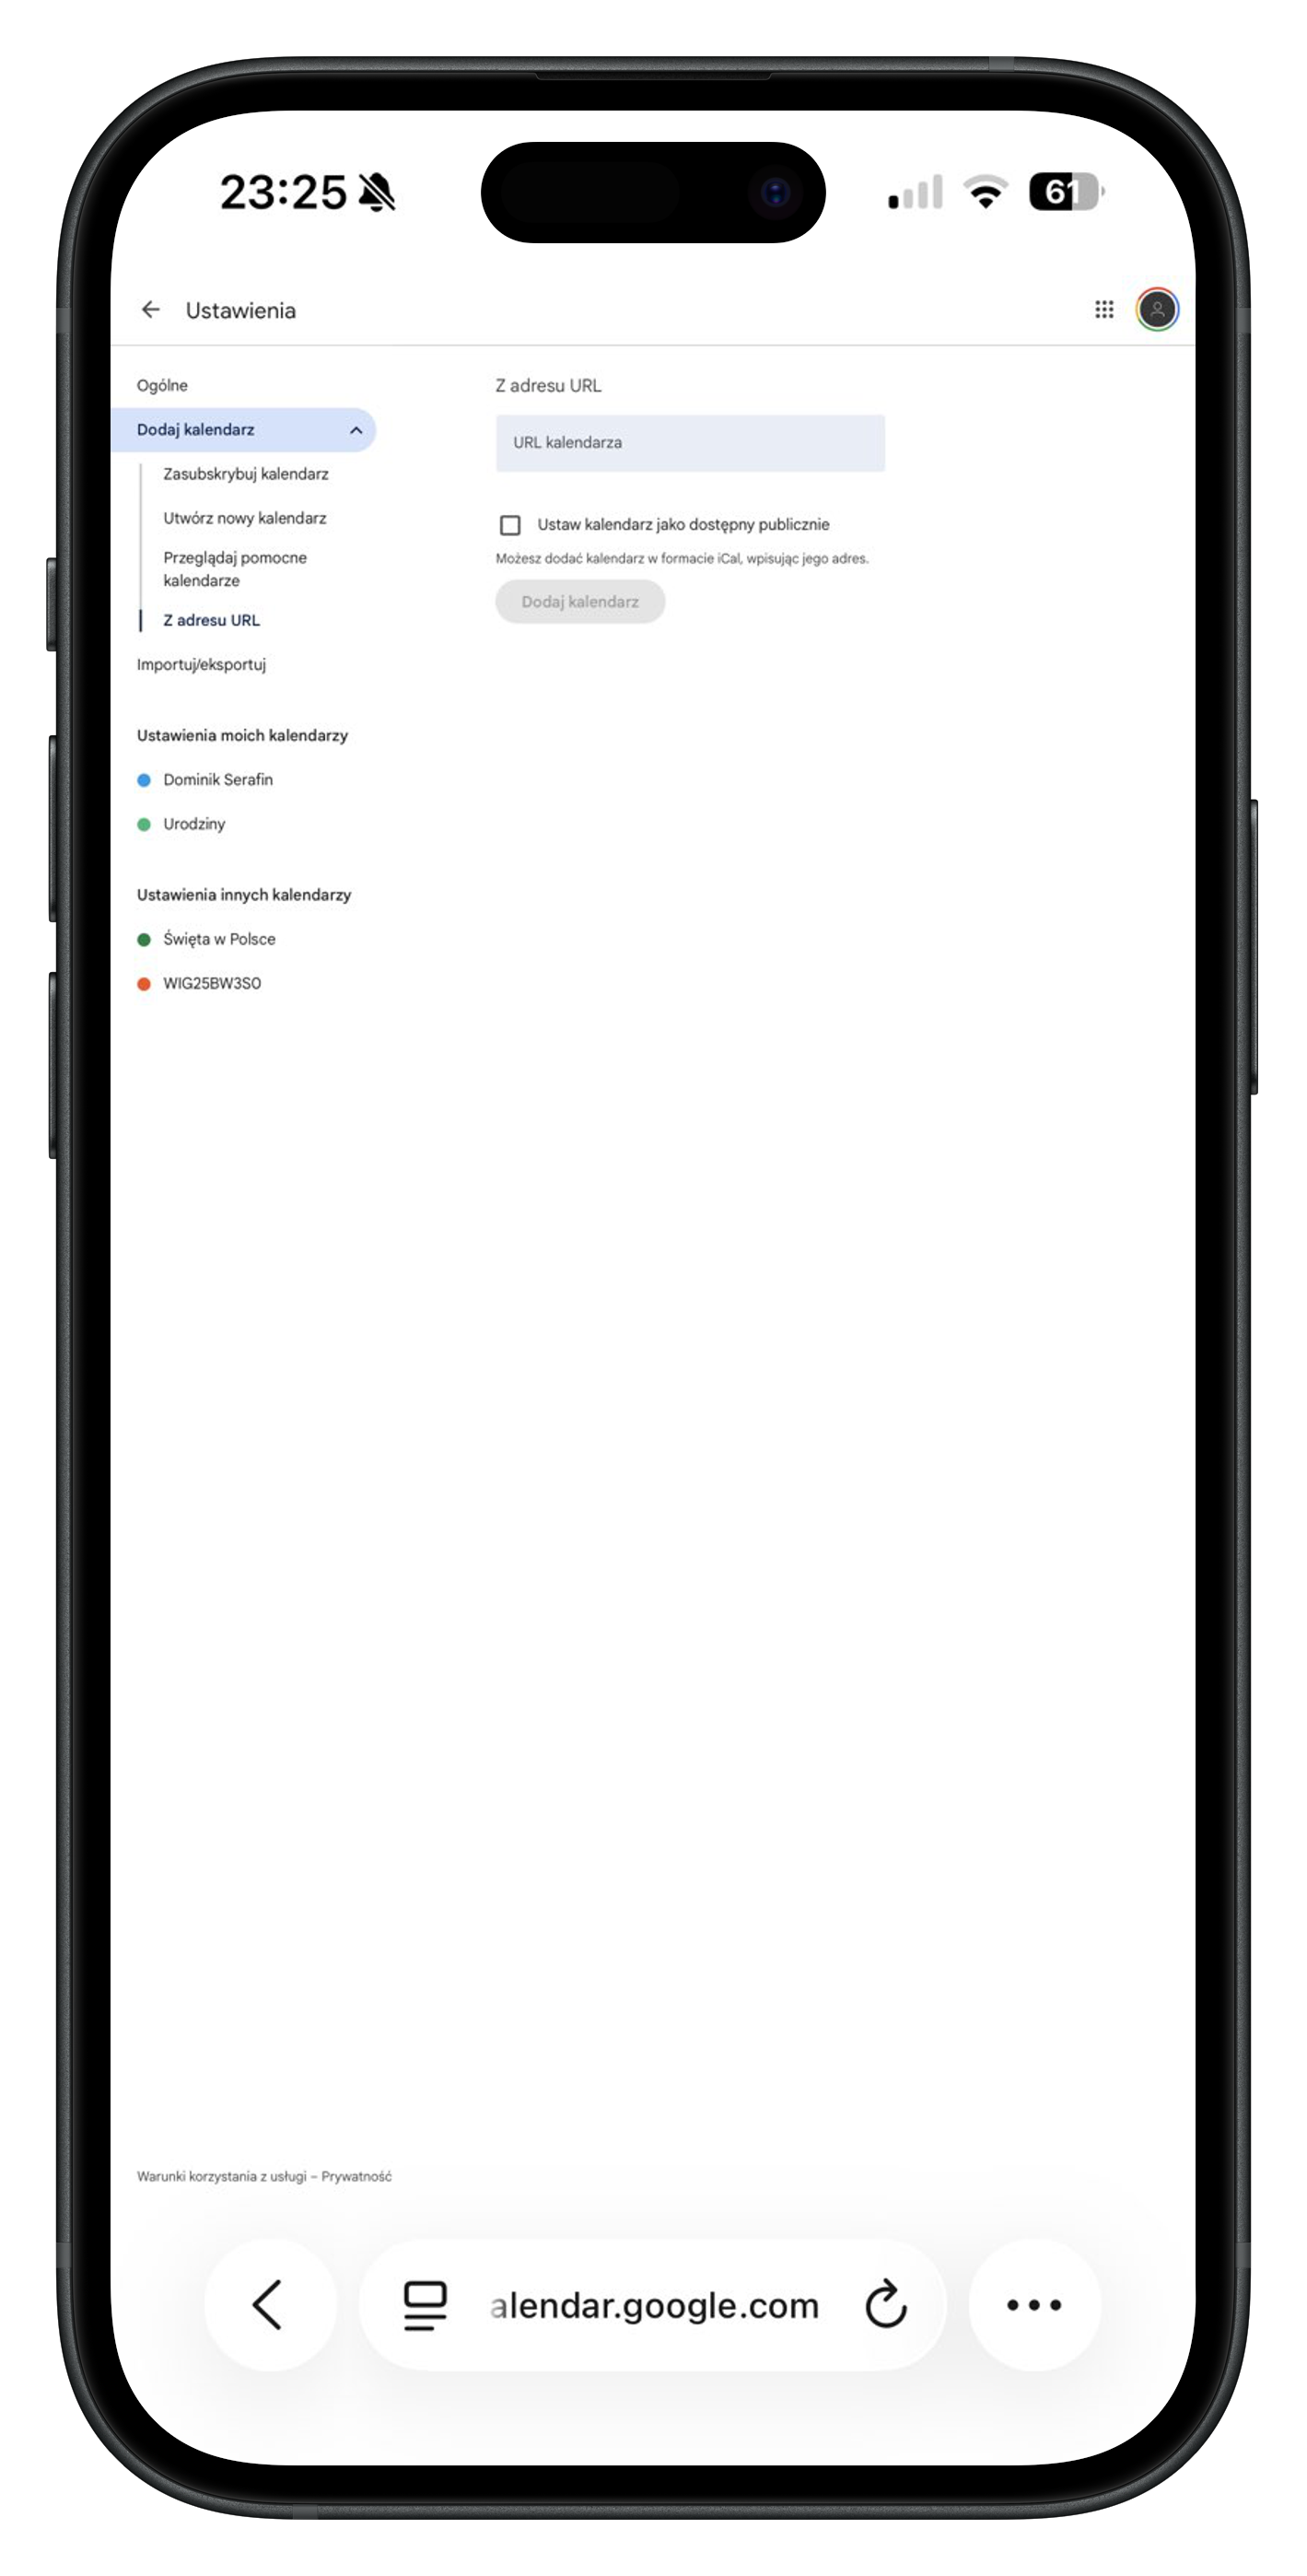 23:25
61
Ustawienia
Ogólne
Dodaj kalendarz
Zasubskrybuj kalendarz
Utwórz nowy kalendarz
Przeglądaj pomocne
kalendarze
Z adresu URL
Importuj/eksportuj
Ustawienia moich kalendarzy
Dominik Serafin
Urodziny
Ustawienia innych kalendarzy
Święta w Polsce
WIG25BW3S0
Z adresu URL
URL kalendarza
Ustaw kalendarz jako dostępny publicznie
Możesz dodać kalendarz w formacie iCal, wpisując jego adres.
Dodaj kalendarz
Warunki korzystania z usługi – Prywatność
alendar.google.com